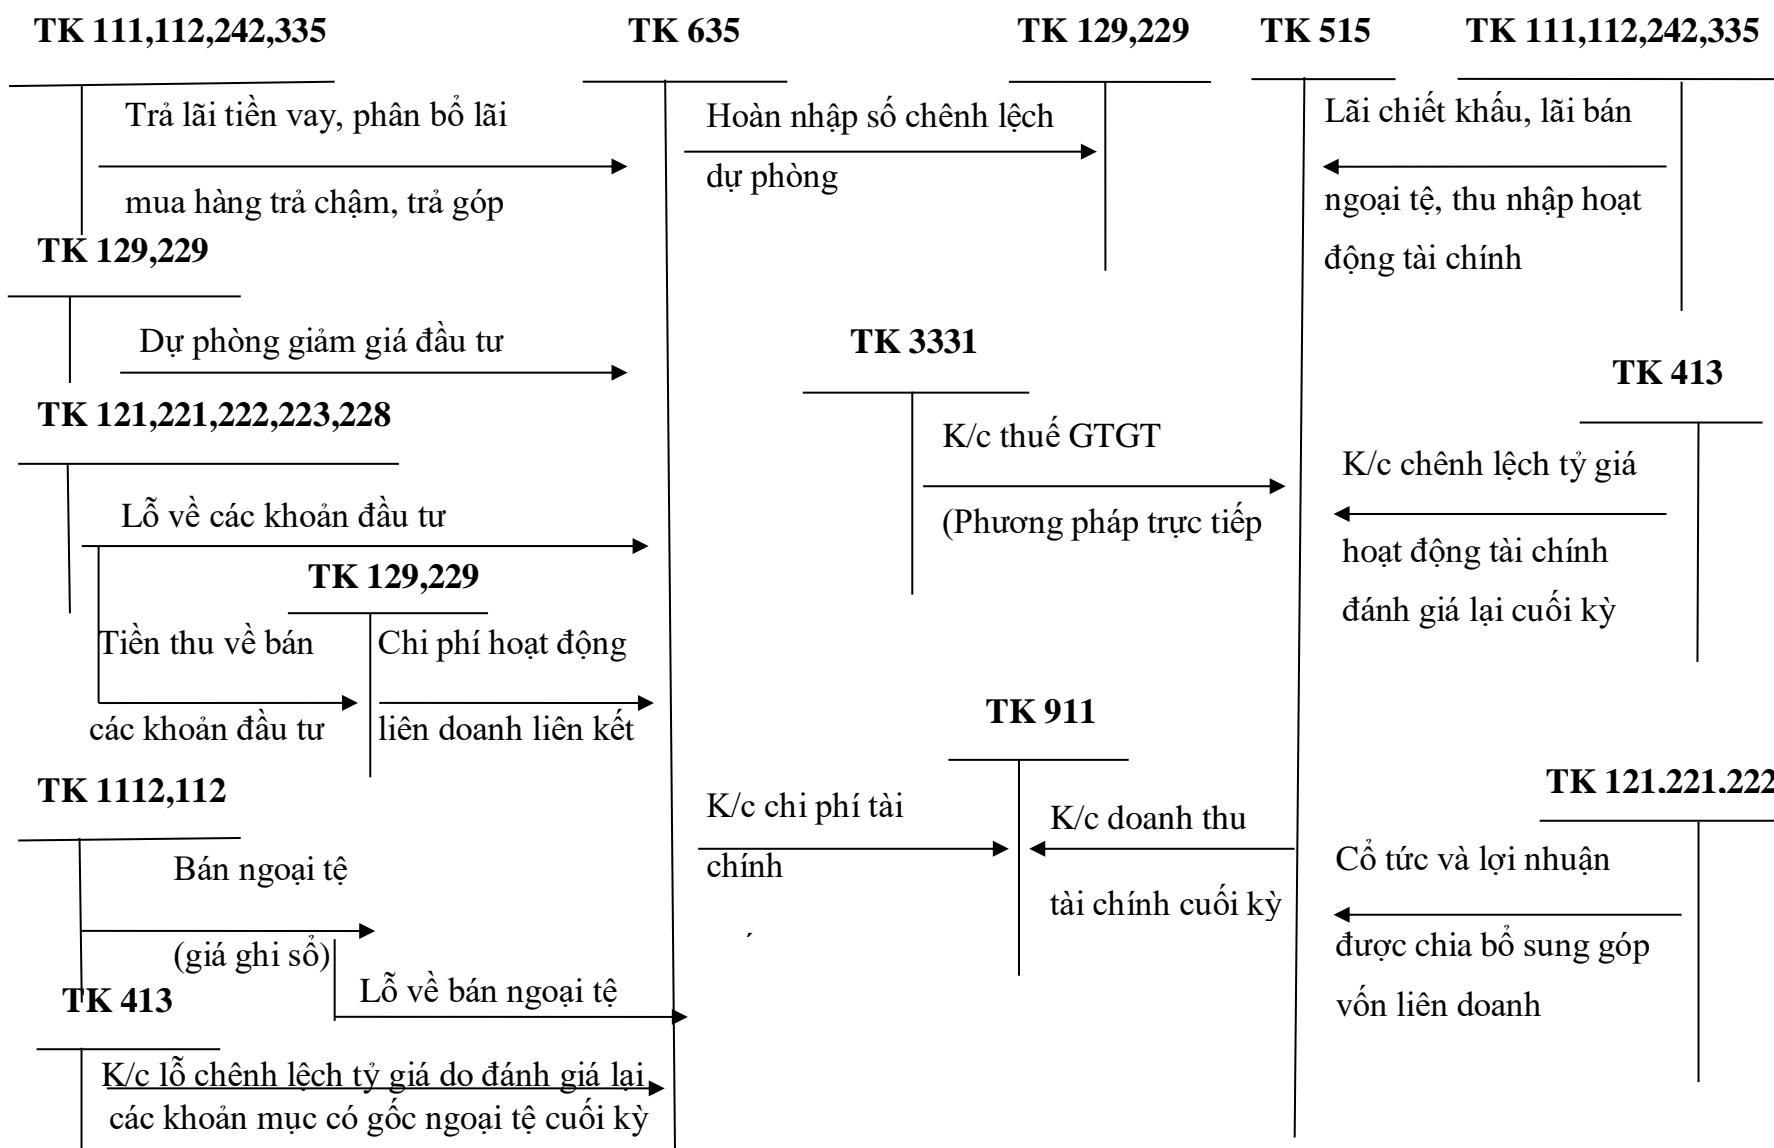 TK 111,112,242,335
TK 635
TK 129,229
TK 515
TK 111,112,242,335
Trả lãi tiền vay, phân bổ lãi
mua hàng trả chậm, trả góp
Hoàn nhập số chênh lệch
dự phòng
Lãi chiết khấu, lãi bán
ngoại tệ, thu nhập hoạt
động tài chính
TK 129,229
Dự phòng giảm giá đầu tư
TK 3331
K/c thuế GTGT
(Phương pháp trực tiếp
TK 413
K/c chênh lệch tỷ giá
hoạt động tài chính
đánh giá lại cuối kỳ
TK 121,221,222,223,228
Lỗ về các khoản đầu tư
TK 129,229
Tiền thu về bán
các khoản đầu tư
Chi phí hoạt động
liên doanh liên kết
TK 911
K/c chi phí tài
chính
K/c doanh thu
tài chính cuối kỳ
TK 121,221,222
Cổ tức và lợi nhuận
được chia bổ sung góp
vốn liên doanh
TK 1112,112
Bán ngoại tệ
(giá ghi sổ)
Lỗ về bán ngoại tệ
TK 413
K/c lỗ chênh lệch tỷ giá do đánh giá lại
các khoản mục có gốc ngoại tệ cuối kỳ